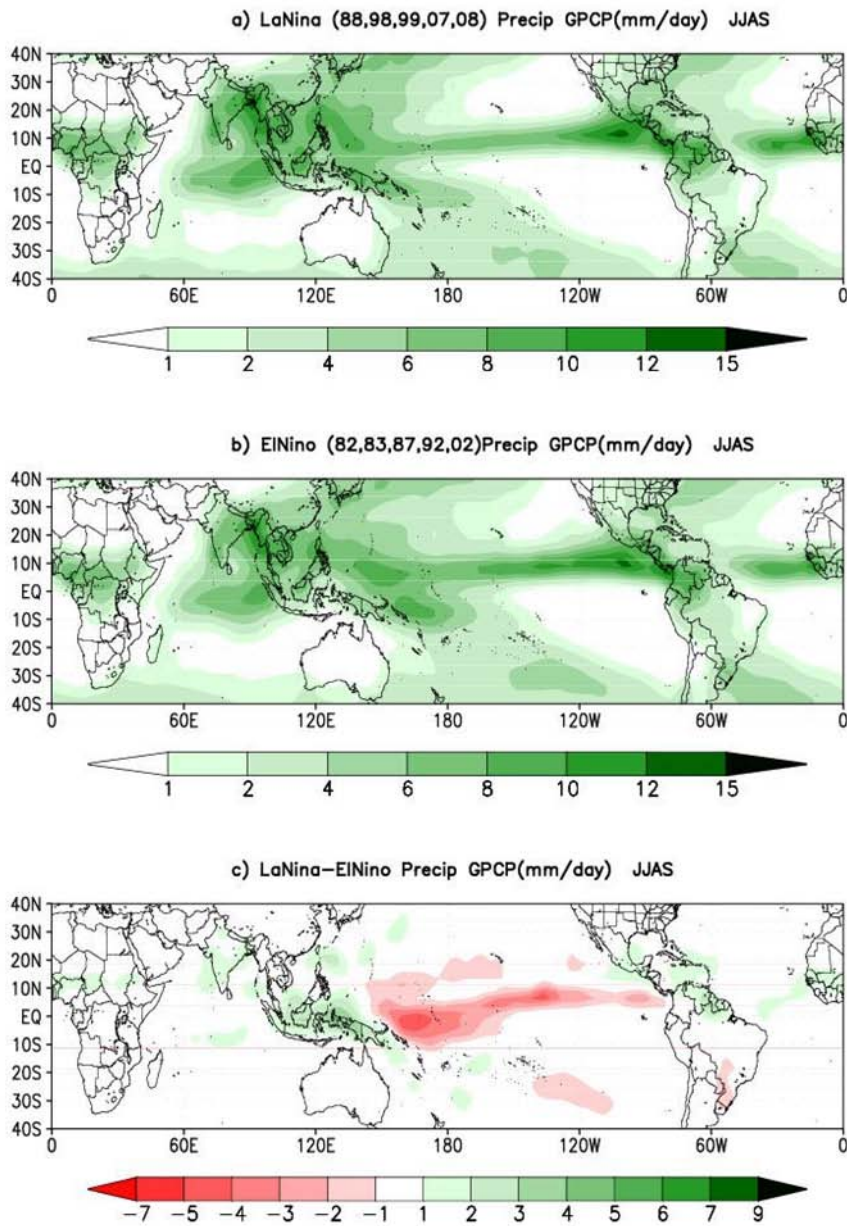 a) LaNina (88,98,99,07,08) Precip GPCP(mm/day) JJAS
40N
30N
20N
10N
EQ
10S
20S
30S
40S
0 60E 120E 180 120W 60W 0
1 2 4 6 8 10 12 15
b) ElNino (82,83,87,92,02)Precip GPCP(mm/day) JJAS
40N
30N
20N
10N
EQ
10S
20S
30S
40S
0 60E 120E 180 120W 60W 0
1 2 4 6 8 10 12 15
c) LaNina-ElNino Precip GPCP(mm/day) JJAS
40N
30N
20N
10N
EQ
10S
20S
30S
40S
0 60E 120E 180 120W 60W 0
-7 -5 -4 -3 -2 -1 1 2 3 4 5 6 7 9